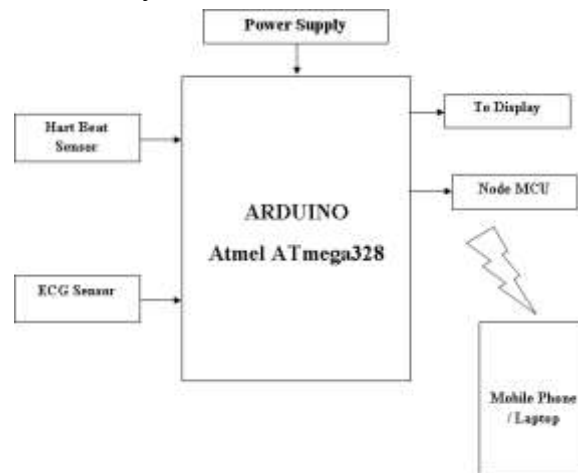 Power Supply
Hart Beat
Sensor
To Display
Node MCU
ARDUINO
Atmel ATmega328
ECG Sensor
Mobile Phone
/ Laptop